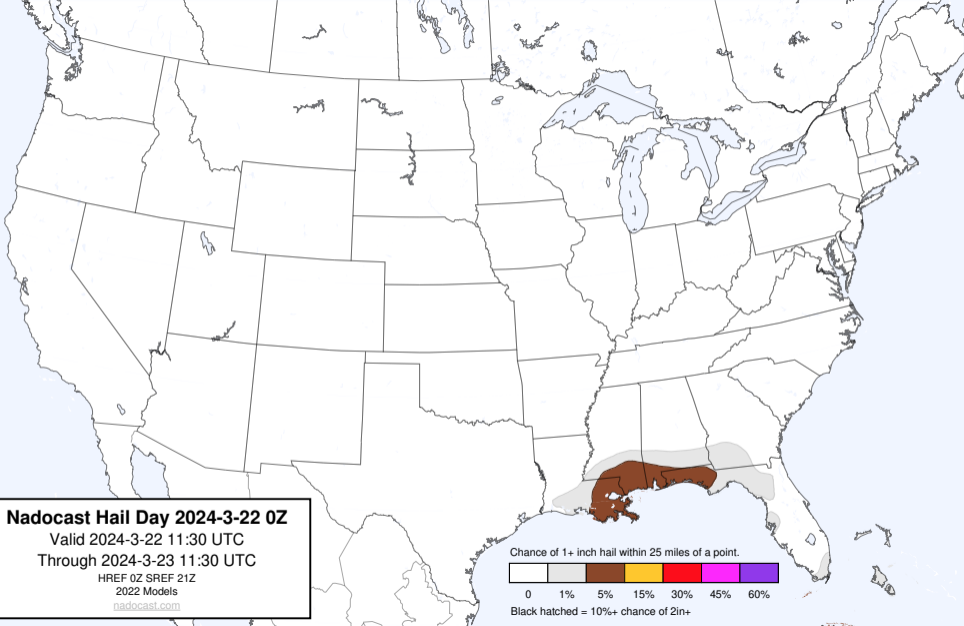 Nadocast Hail Day 2024-3-22 0Z
Valid 2024-3-22 11:30 UTC
Through 2024-3-23 11:30 UTC
HREF 0Z SREF 21Z
2022 Models
nadocast.com
Chance of 1+ inch hail within 25 miles of a point.
0 1% 5% 15% 30% 45% 60%
Black hatched = 10%+ chance of 2in+